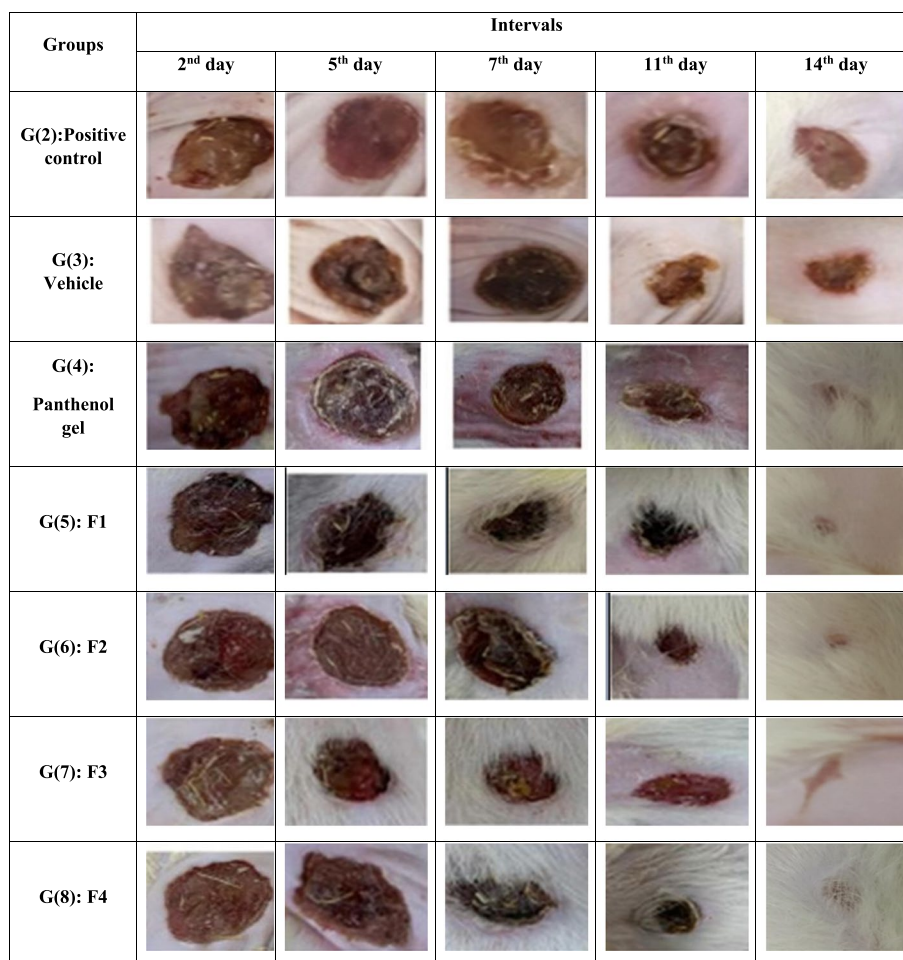 Groups
Intervals
2nd day
5th day
7th day
11th day
14th day
G(2):Positive
control
G(3):
Vehicle
G(4):
Panthenol
gel
G(5): F1
G(6): F2
G(7): F3
G(8): F4